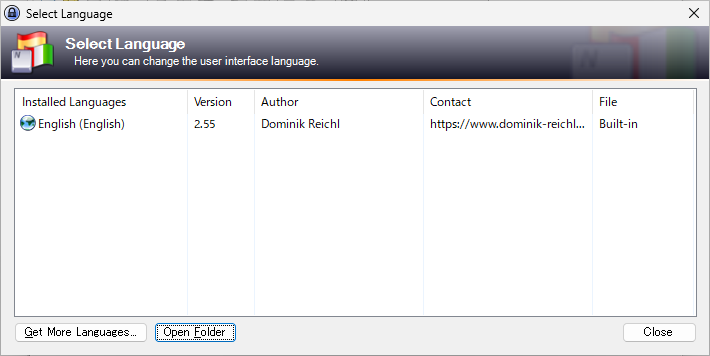 Select Language
Select Language
Here you can change the user interface language.
Installed Languages Version Author Contact File
English (English) 2.55 Dominik Reichl https://www.dominik-reichl... Built-in
Get More Languages... Open Folder Close